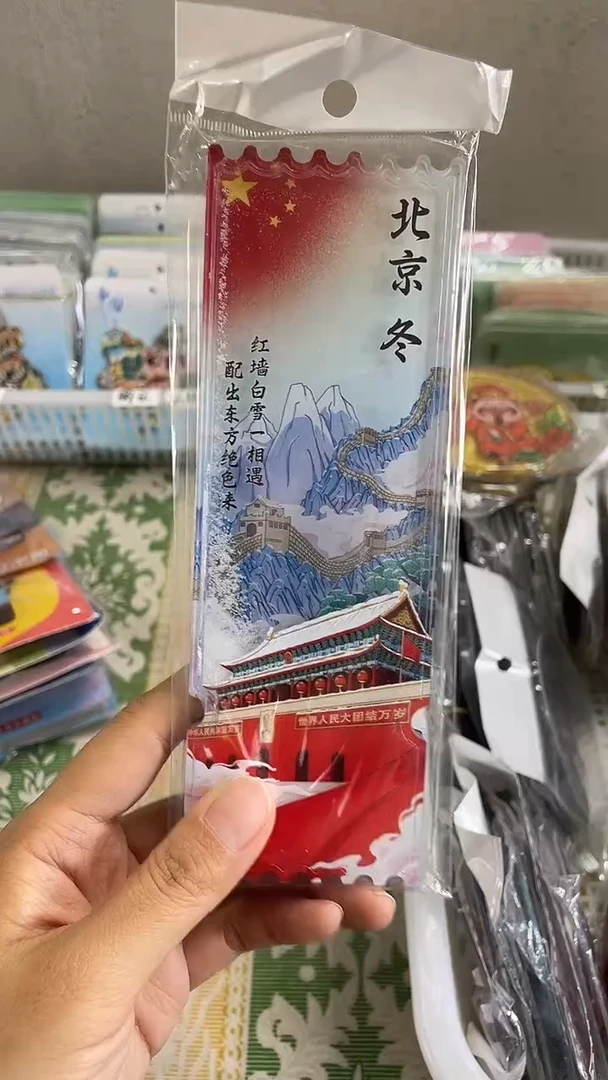 北京 冬
红墙白雪一相遇
配出东方绝色来
世界人民大团结万岁